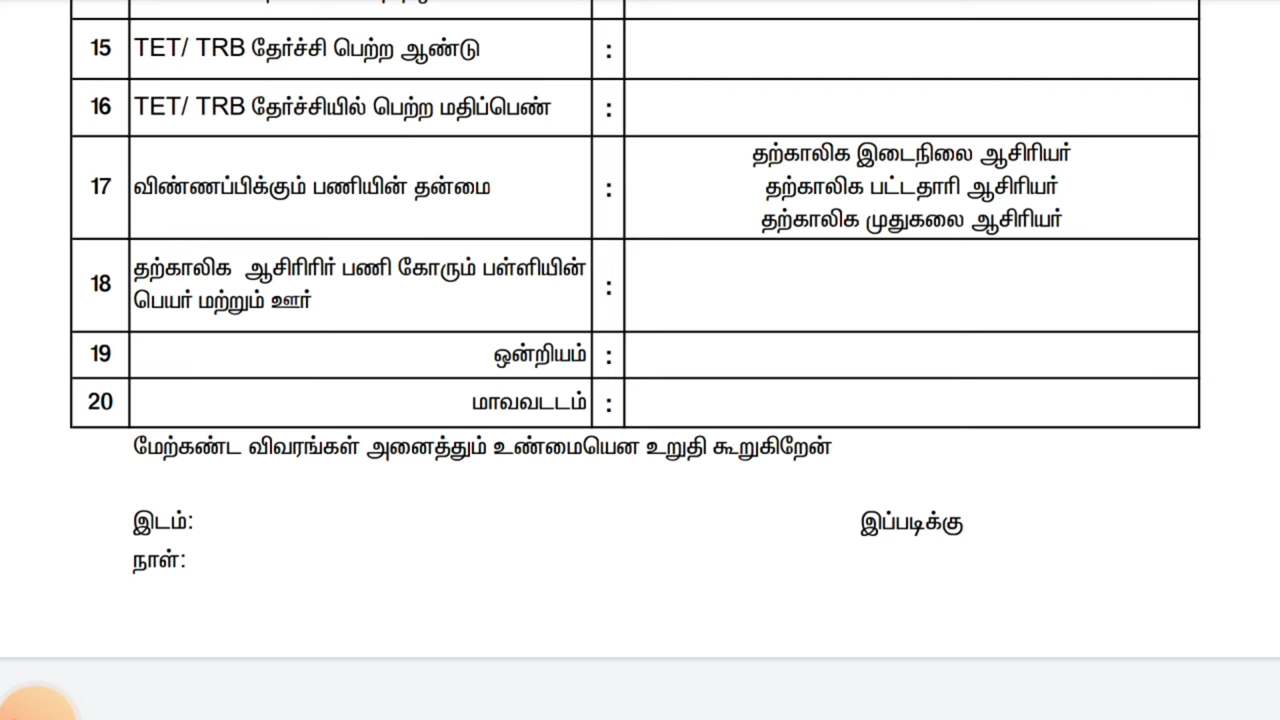 15 TET/ TRB தேர்ச்சி பெற்ற ஆண்டு :
16 TET/ TRB தேர்ச்சியில் பெற்ற மதிப்பெண் :
17 விண்ணப்பிக்கும் பணியின் தன்மை :
தற்காலிக இடைநிலை ஆசிரியர்
தற்காலிக பட்டதாரி ஆசிரியர்
தற்காலிக முதுகலை ஆசிரியர்
18 தற்காலிக ஆசிரிரிர் பணி கோரும் பள்ளியின்
பெயர் மற்றும் ஊர் :
19 ஒன்றியம் :
20 மாவவடடம் :
மேற்கண்ட விவரங்கள் அனைத்தும் உண்மையென உறுதி கூறுகிறேன்
இடம்: இப்படிக்கு
நாள்: